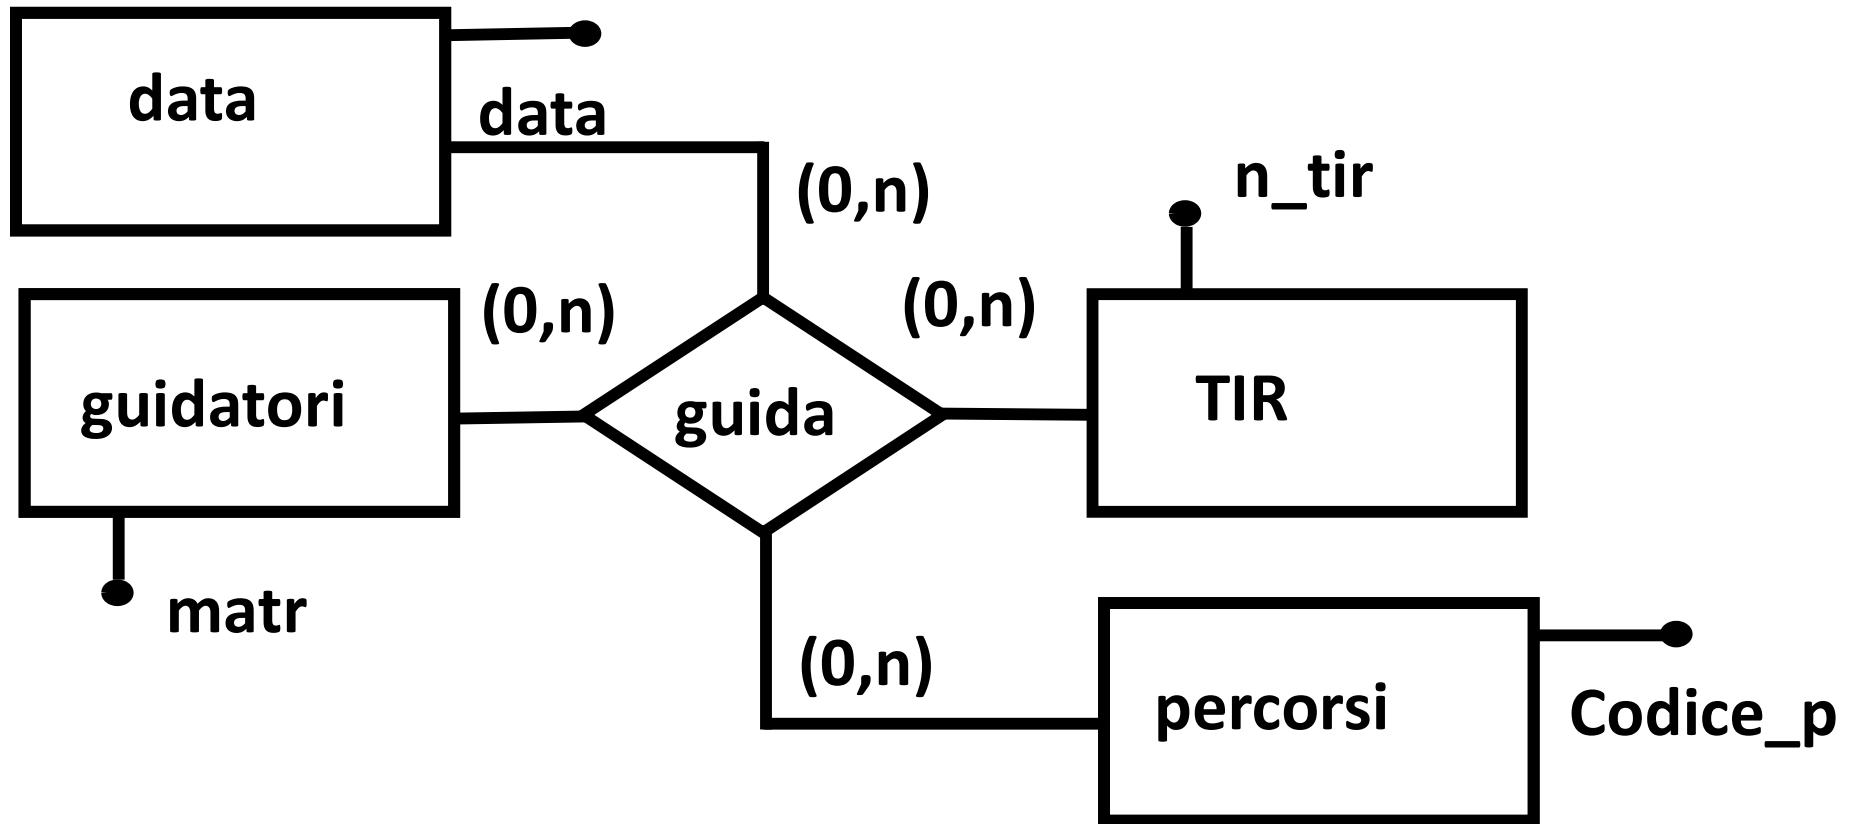 data
data
(0,n)
n_tir
(0,n)
(0,n)
guidatori
guida
TIR
matr
(0,n)
percorsi
Codice_p